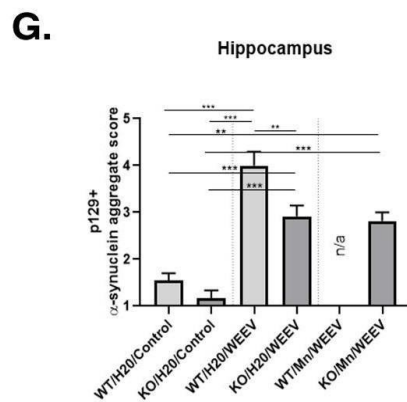 G.
Hippocampus
p129+
α-synuclein aggregate score
5
4
3
2
1
***
***
**
**
***
***
***
n/a
WT/H20/Control
KO/H20/Control
WT/H20/WEEV
KO/H20/WEEV
WT/Mn/WEEV
KO/Mn/WEEV